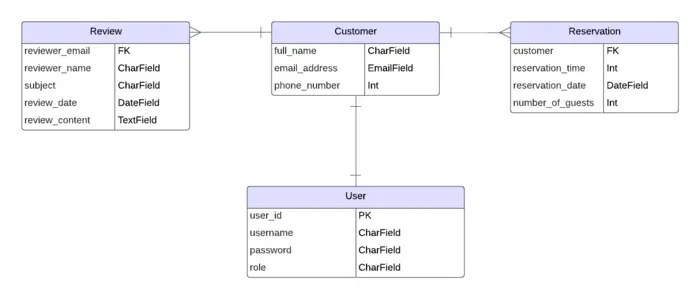 Review
reviewer_email FK
reviewer_name CharField
subject CharField
review_date DateField
review_content TextField
Customer
full_name CharField
email_address EmailField
phone_number Int
Reservation
customer FK
reservation_time Int
reservation_date DateField
number_of_guests Int
User
user_id PK
username CharField
password CharField
role CharField